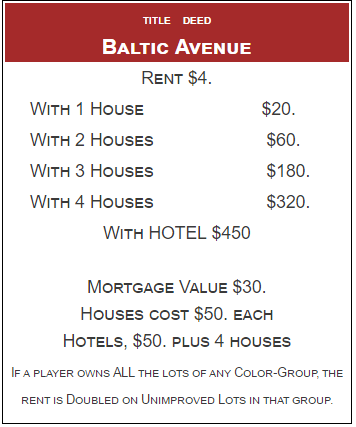 TITLE DEED
BALTIC AVENUE
RENT $4.
WITH 1 HOUSE $20.
WITH 2 HOUSES $60.
WITH 3 HOUSES $180.
WITH 4 HOUSES $320.
WITH HOTEL $450
MORTGAGE VALUE $30.
HOUSES COST $50. EACH
HOTELS, $50. PLUS 4 HOUSES
IF A PLAYER OWNS ALL THE LOTS OF ANY COLOR-GROUP, THE
RENT IS DOUBLED ON UNIMPROVED LOTS IN THAT GROUP.